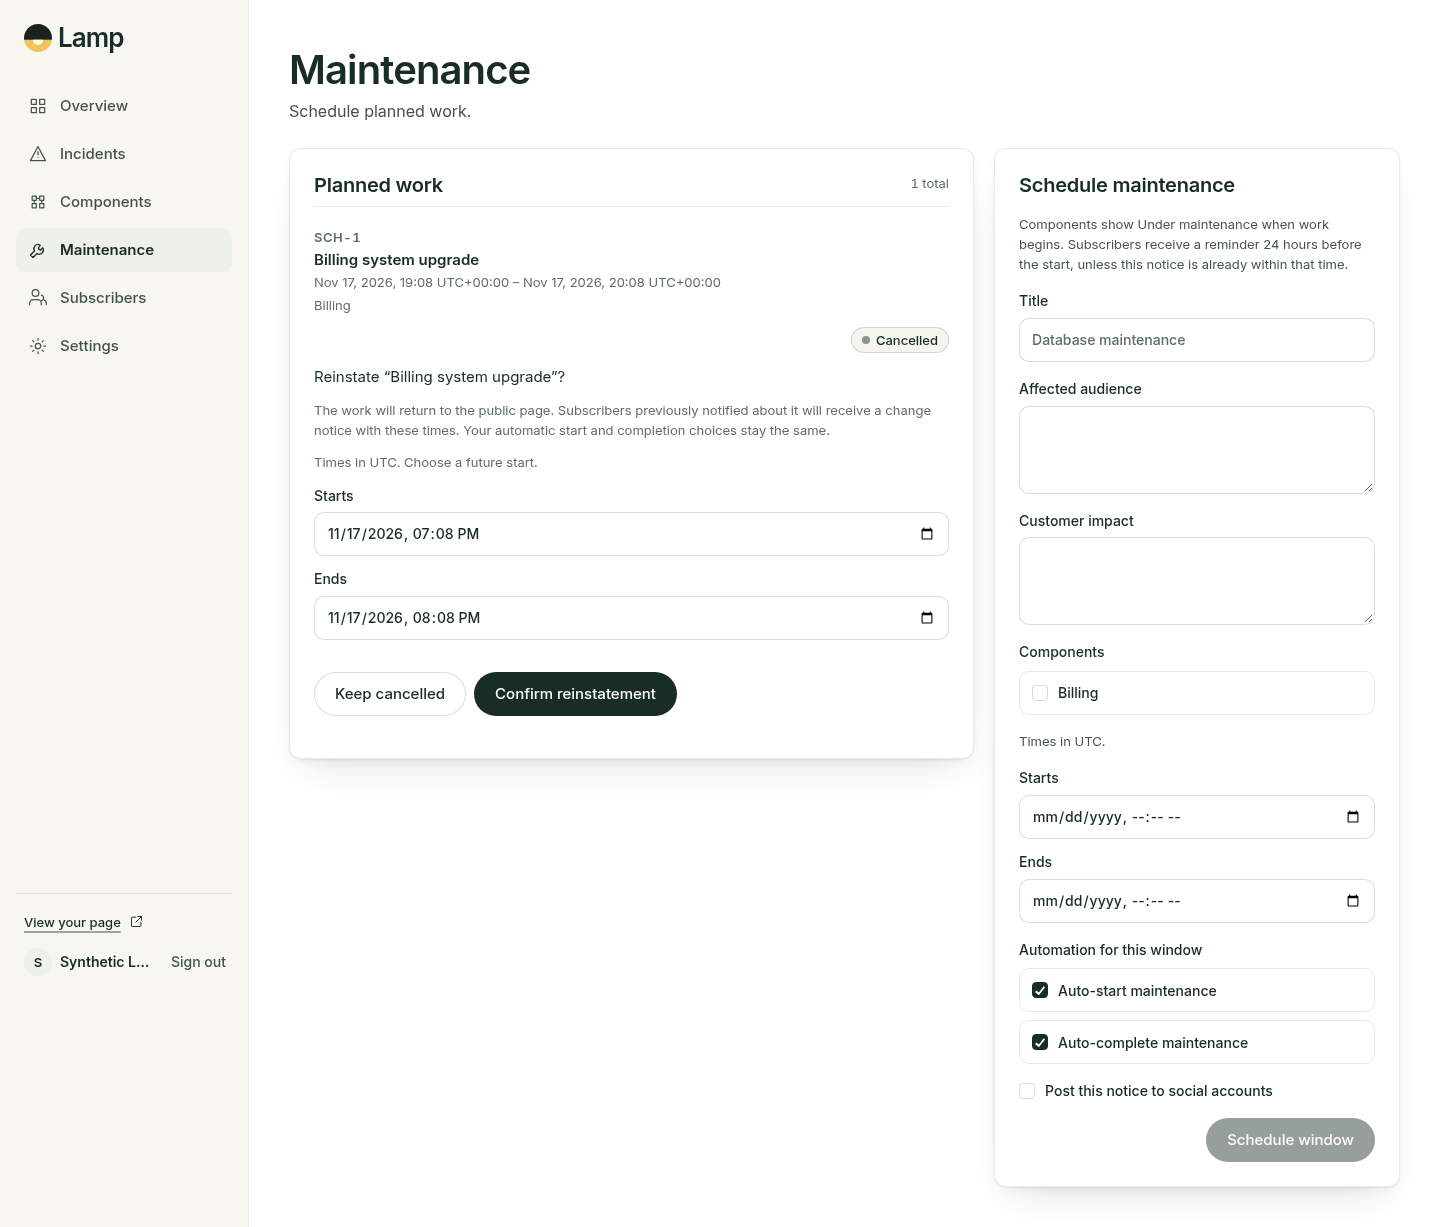 Lamp
Overview
Incidents
Components
Maintenance
Subscribers
Settings
View your page
S
Synthetic L...
Sign out
Maintenance
Schedule planned work.
Planned work
1 total
SCH-1
Billing system upgrade
Nov 17, 2026, 19:08 UTC+00:00 – Nov 17, 2026, 20:08 UTC+00:00
Billing
Cancelled
Reinstate “Billing system upgrade”?
The work will return to the public page. Subscribers previously notified about it will receive a change
notice with these times. Your automatic start and completion choices stay the same.
Times in UTC. Choose a future start.
Starts
11/17/2026, 07:08 PM
Ends
11/17/2026, 08:08 PM
Keep cancelled
Confirm reinstatement
Schedule maintenance
Components show Under maintenance when work
begins. Subscribers receive a reminder 24 hours before
the start, unless this notice is already within that time.
Title
Database maintenance
Affected audience
Customer impact
Components
Billing
Times in UTC.
Starts
mm/dd/yyyy, --:-- --
Ends
mm/dd/yyyy, --:-- --
Automation for this window
Auto-start maintenance
Auto-complete maintenance
Post this notice to social accounts
Schedule window